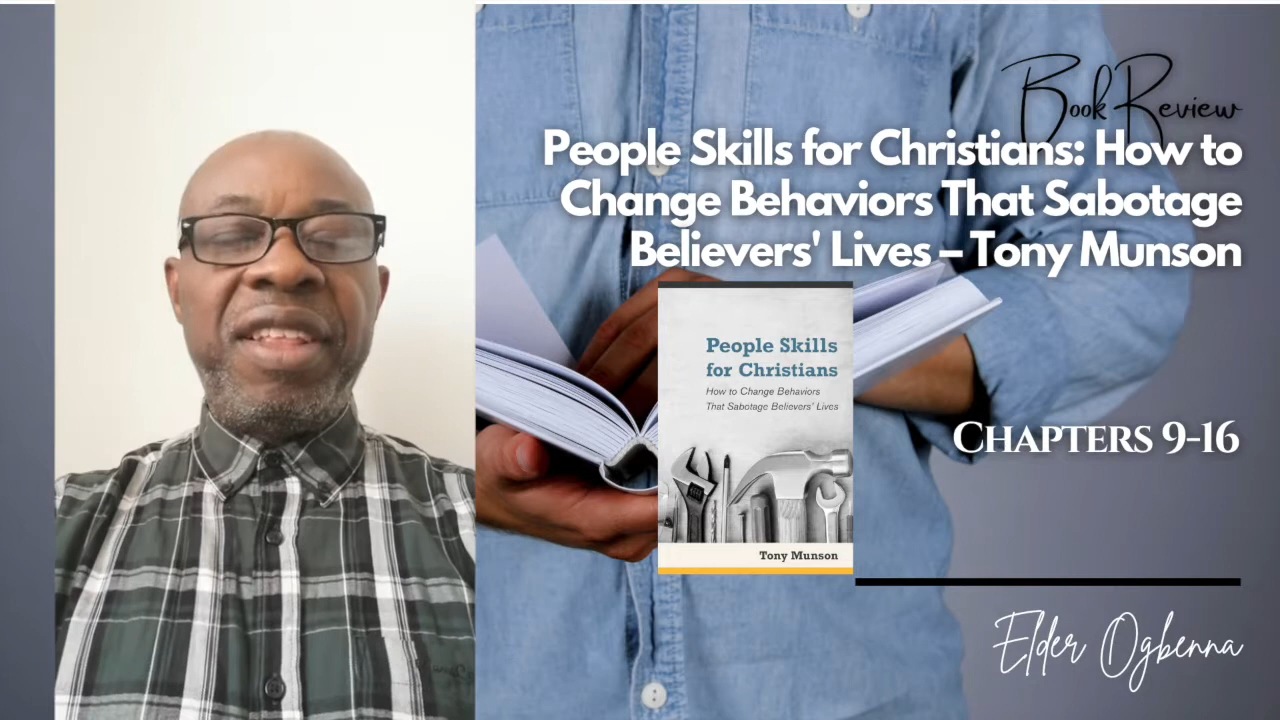 Book Review
People Skills for Christians: How to
Change Behaviors That Sabotage
Believers' Lives – Tony Munson
People Skills
for Christians
How to Change Behaviors
That Sabotage Believers' Lives
Chapters 9-16
Tony Munson
Elder Ogbenna